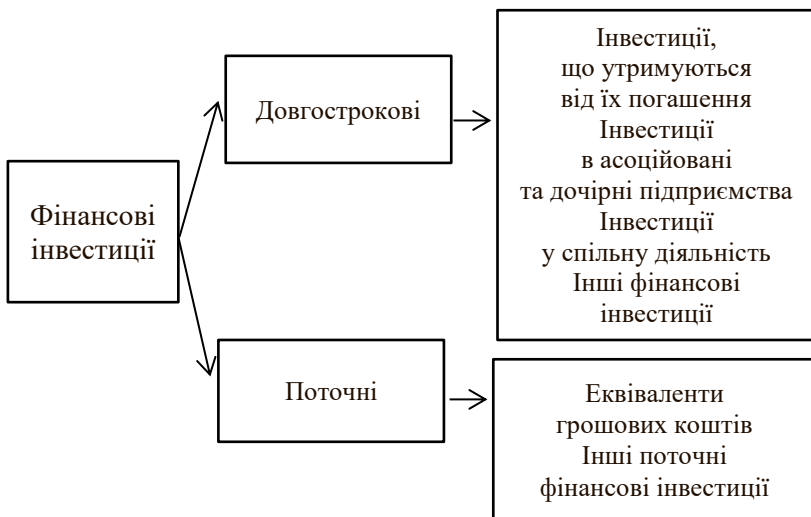 Фінансові
інвестиції
Довгострокові
Інвестиції,
що утримуються
від їх погашення
Інвестиції
в асоційовані
та дочірні підприємства
Інвестиції
у спільну діяльність
Інші фінансові
інвестиції
Поточні
Еквіваленти
грошових коштів
Інші поточні
фінансові інвестиції